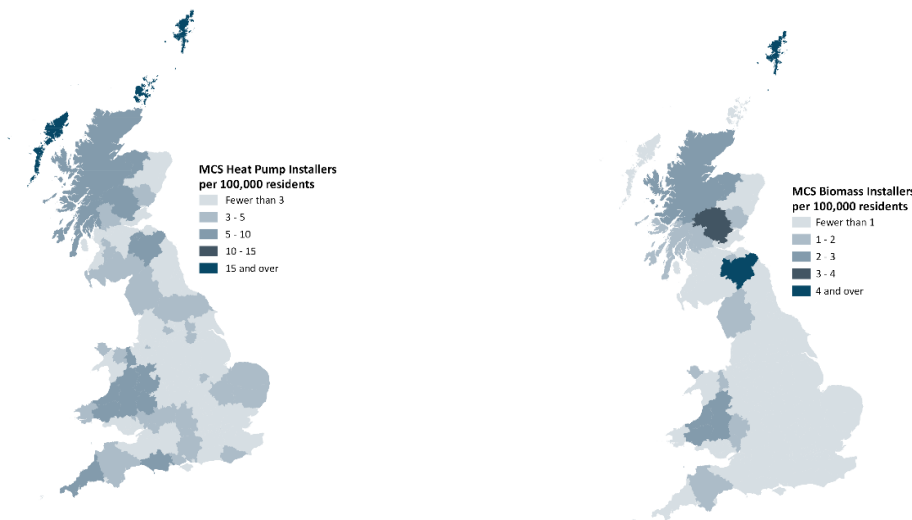 MCS Heat Pump Installers
per 100,000 residents
Fewer than 3
3 - 5
5 - 10
10 - 15
15 and over
MCS Biomass Installers
per 100,000 residents
Fewer than 1
1 - 2
2 - 3
3 - 4
4 and over